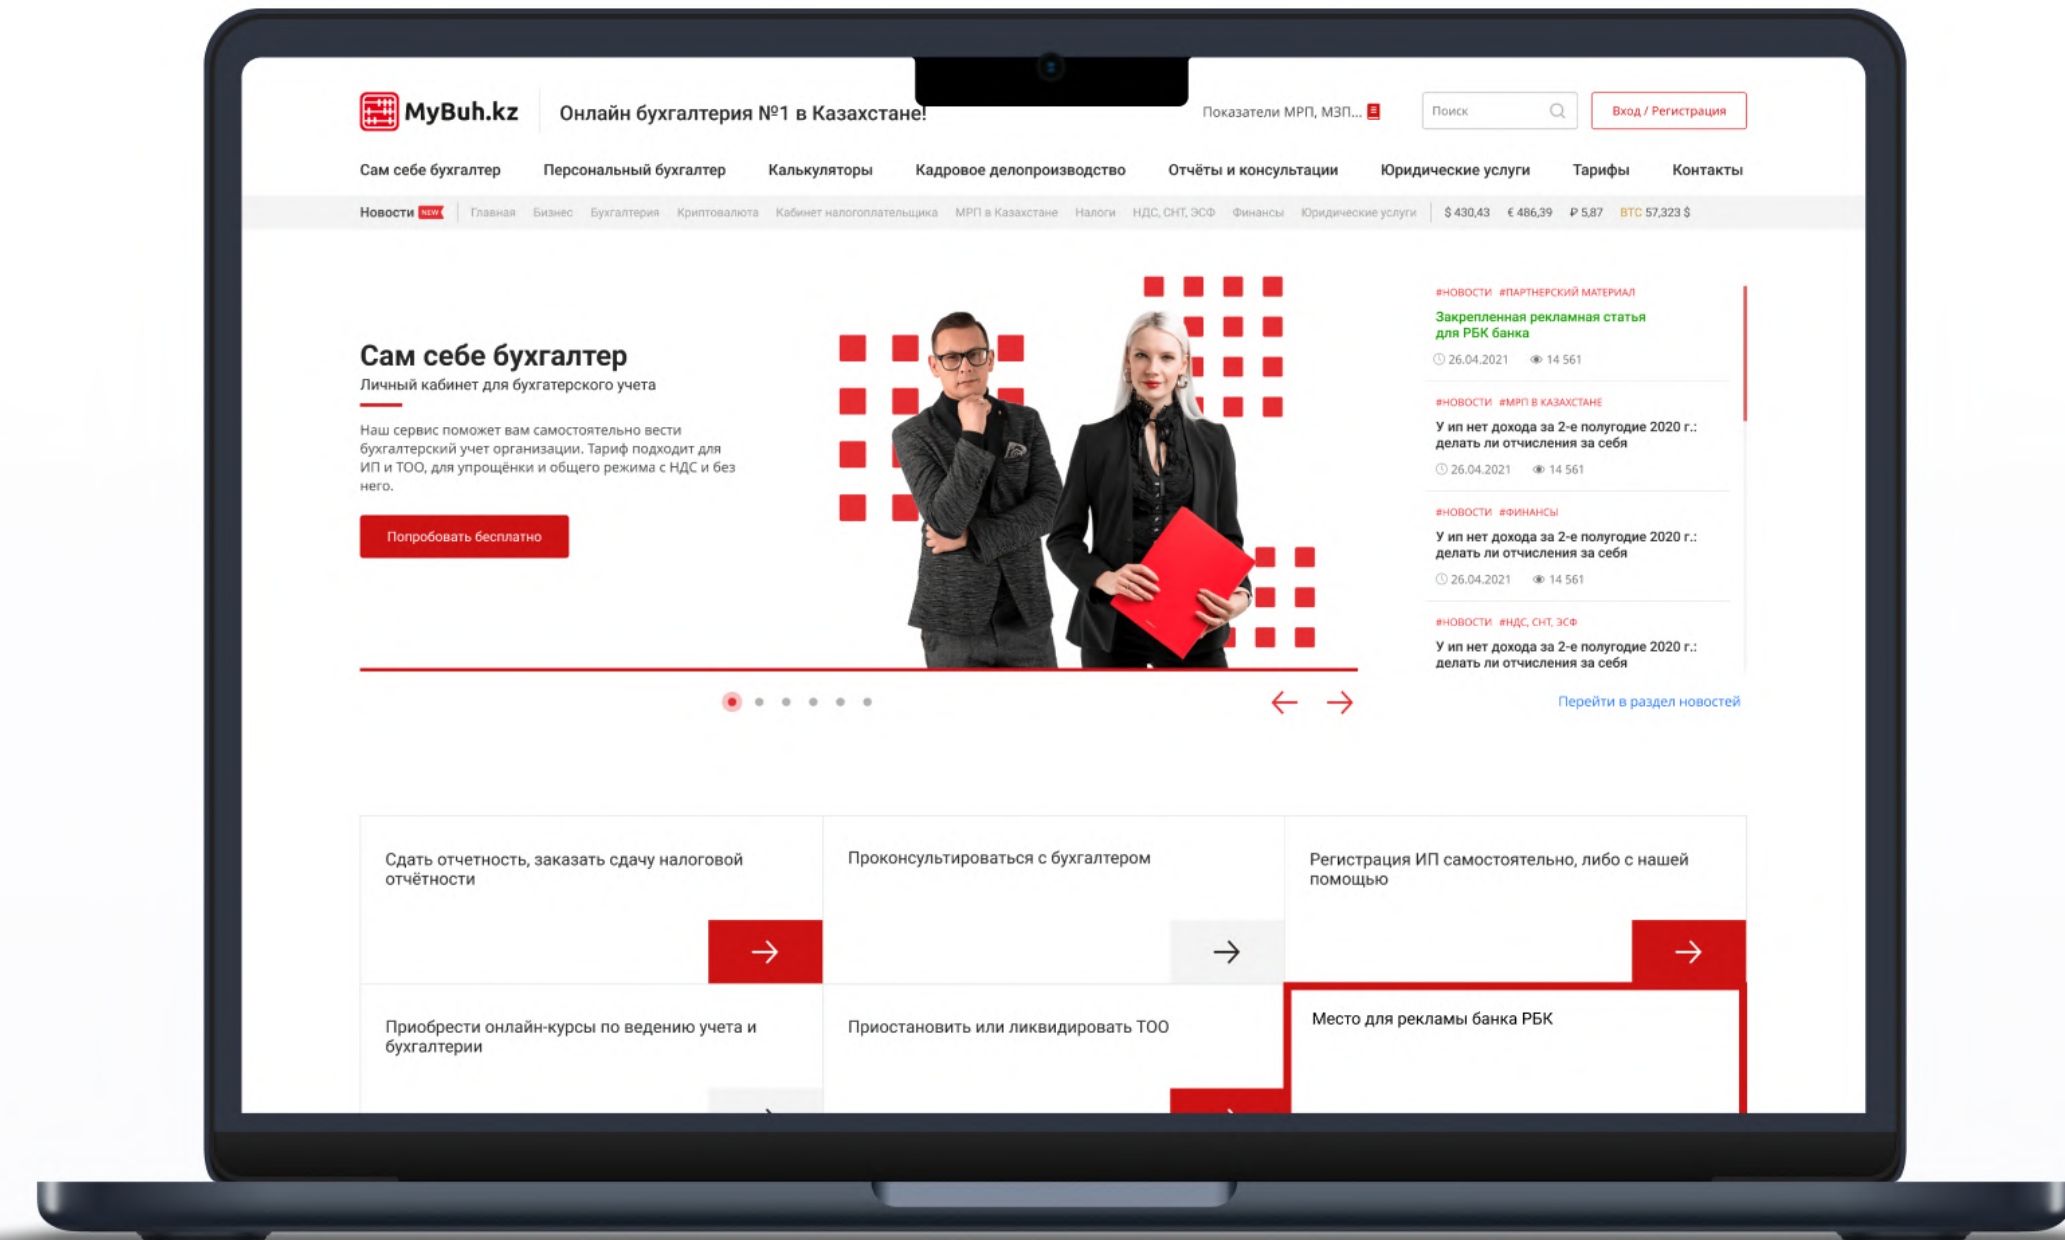 MyBuh.kz
Онлайн бухгалтерия №1 в Казахстане!
Показатели МРП, МЗП...
Поиск
Вход / Регистрация
Сам себе бухгалтер
Персональный бухгалтер
Калькуляторы
Кадровое делопроизводство
Отчёты и консультации
Юридические услуги
Тарифы
Контакты
Новости NEW
Главная
Бизнес
Бухгалтерия
Криптовалюта
Кабинет налогоплательщика
МРП в Казахстане
Налоги
НДС, СНТ, ЭСФ
Финансы
Юридические услуги
$ 430,43
€ 486,39
₽ 5,87
BTC 57,323 $
Сам себе бухгалтер
Личный кабинет для бухгатерского учета
Наш сервис поможет вам самостоятельно вести
бухгалтерский учет организации. Тариф подходит для
ИП и ТОО, для упрощёнки и общего режима с НДС и без
него.
Попробовать бесплатно
#НОВОСТИ #ПАРТНЕРСКИЙ МАТЕРИАЛ
Закрепленная рекламная статья
для РБК банка
26.04.2021 14 561
#НОВОСТИ #МРП В КАЗАХСТАНЕ
У ип нет дохода за 2-е полугодие 2020 г.:
делать ли отчисления за себя
26.04.2021 14 561
#НОВОСТИ #ФИНАНСЫ
У ип нет дохода за 2-е полугодие 2020 г.:
делать ли отчисления за себя
26.04.2021 14 561
#НОВОСТИ #НДС, СНТ, ЭСФ
У ип нет дохода за 2-е полугодие 2020 г.:
делать ли отчисления за себя
Перейти в раздел новостей
Сдать отчетность, заказать сдачу налоговой
отчётности
Проконсультироваться с бухгалтером
Регистрация ИП самостоятельно, либо с нашей
помощью
Приобрести онлайн-курсы по ведению учета и
бухгалтерии
Приостановить или ликвидировать ТОО
Место для рекламы банка РБК